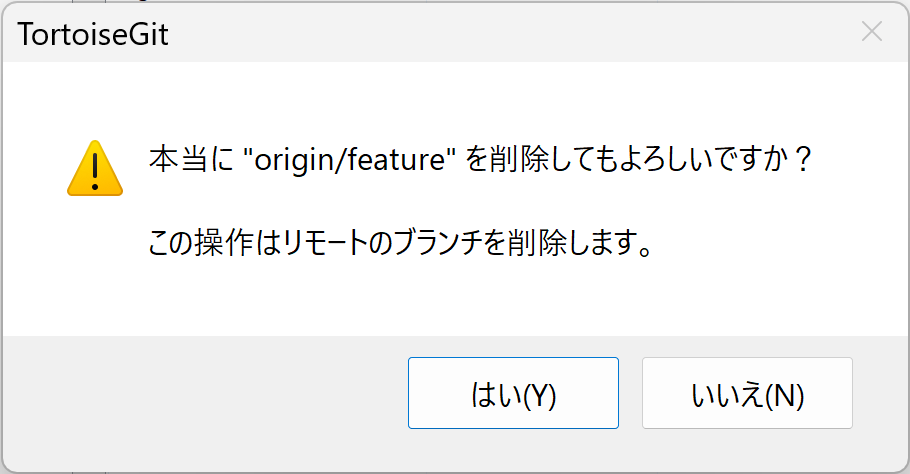 TortoiseGit
本当に "origin/feature" を削除してもよろしいですか？
この操作はリモートのブランチを削除します。
はい(Y)
いいえ(N)